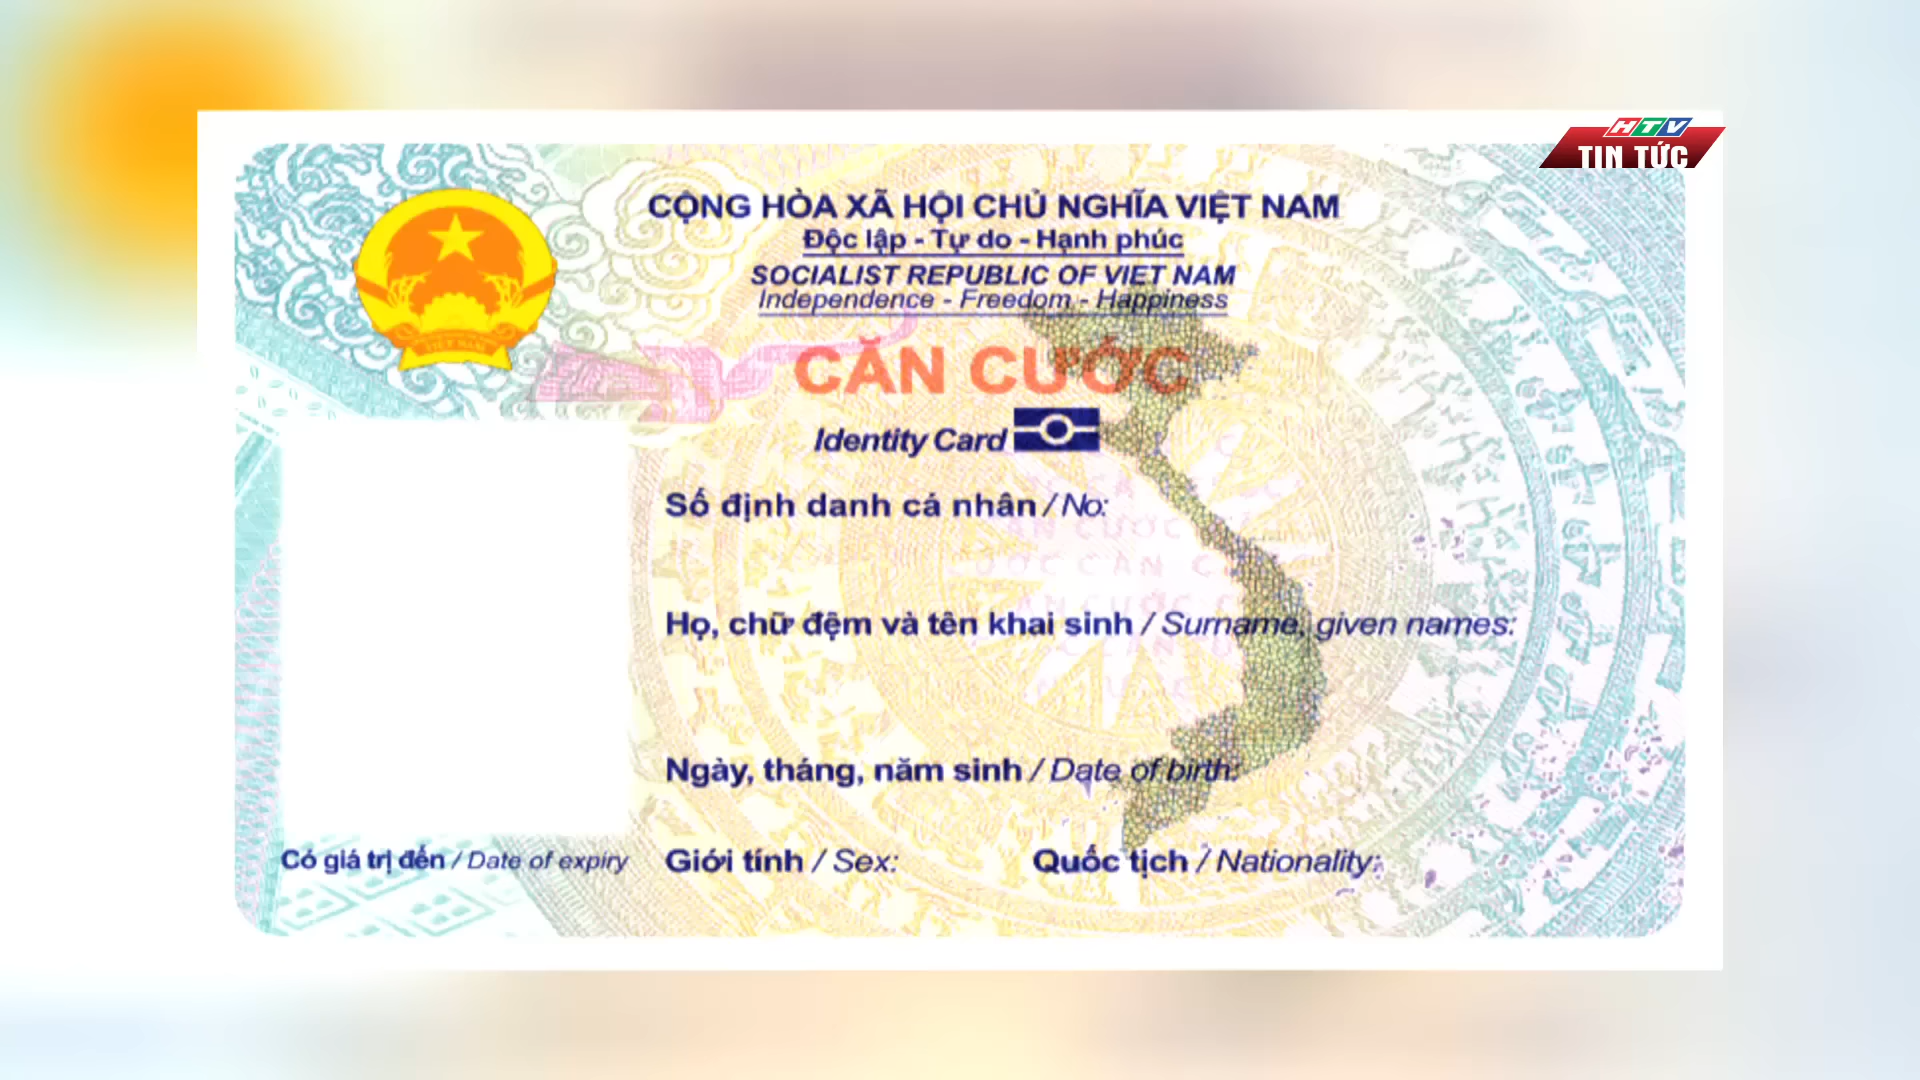 HTV
TIN TỨC
CỘNG HÒA XÃ HỘI CHỦ NGHĨA VIỆT NAM
Độc lập - Tự do - Hạnh phúc
SOCIALIST REPUBLIC OF VIET NAM
Independence - Freedom - Happiness
VIỆT NAM
CĂN CƯỚC
Identity Card
Số định danh cá nhân / No:
Họ, chữ đệm và tên khai sinh / Surname, given names:
Ngày, tháng, năm sinh / Date of birth:
Có giá trị đến / Date of expiry
Giới tính / Sex:
Quốc tịch / Nationality: